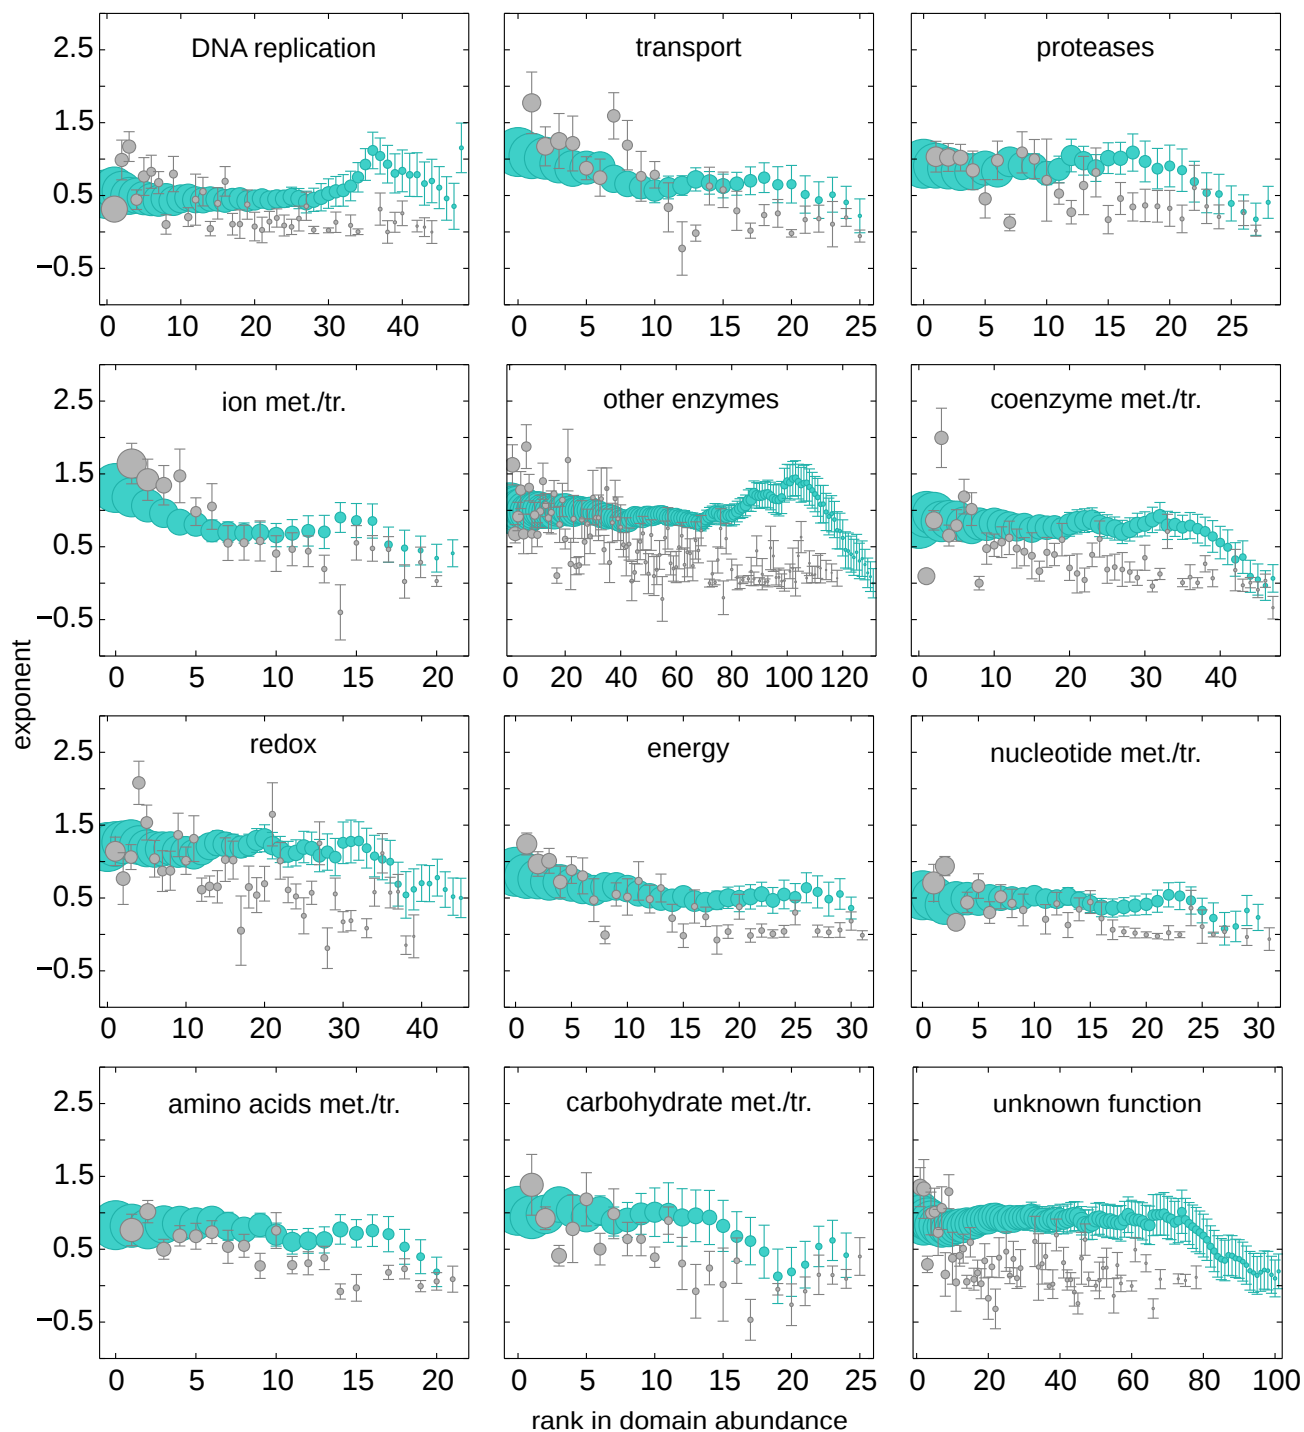 DNA replication
transport
proteases
2.5
1.5
0.5
−0.5
0 10 20 30 40
0 5 10 15 20 25
0 5 10 15 20 25
ion met./tr.
other enzymes
coenzyme met./tr.
2.5
1.5
0.5
−0.5
0 5 10 15 20
0 20 40 60 80 100 120
0 10 20 30 40
exponent
redox
energy
nucleotide met./tr.
2.5
1.5
0.5
−0.5
0 10 20 30 40
0 5 10 15 20 25 30
0 10 20 30
amino acids met./tr.
carbohydrate met./tr.
unknown function
2.5
1.5
0.5
−0.5
0 5 10 15 20
0 5 10 15 20 25
0 20 40 60 80 100
rank in domain abundance